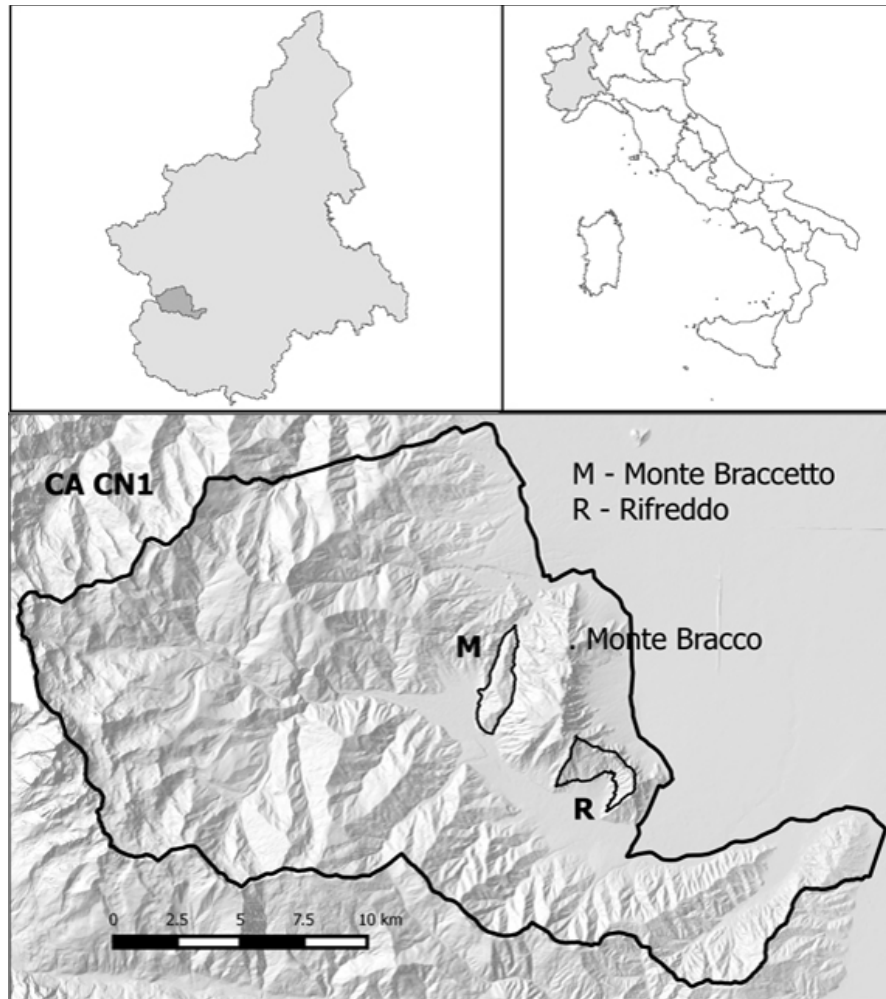 CA CN1
M - Monte Braccetto
R - Rifreddo
M
. Monte Bracco
R
0 2.5 5 7.5 10 km